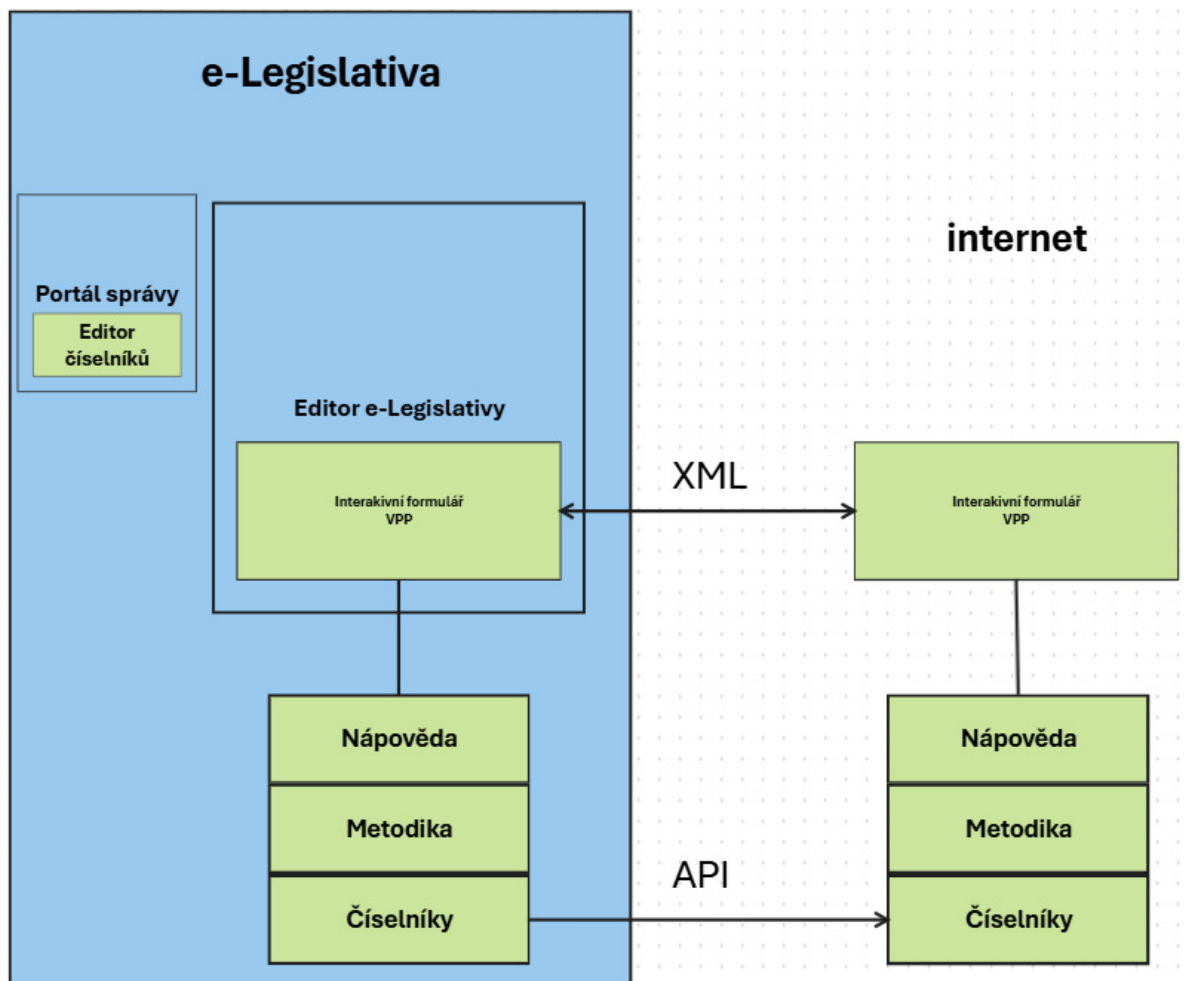 e-Legislativa
internet
Portál správy
Editor
číselníků
Editor e-Legislativy
XML
Interakivní formulář
VPP
Interakivní formulář
VPP
Nápověda
Nápověda
Metodika
Metodika
API
Číselníky
Číselníky